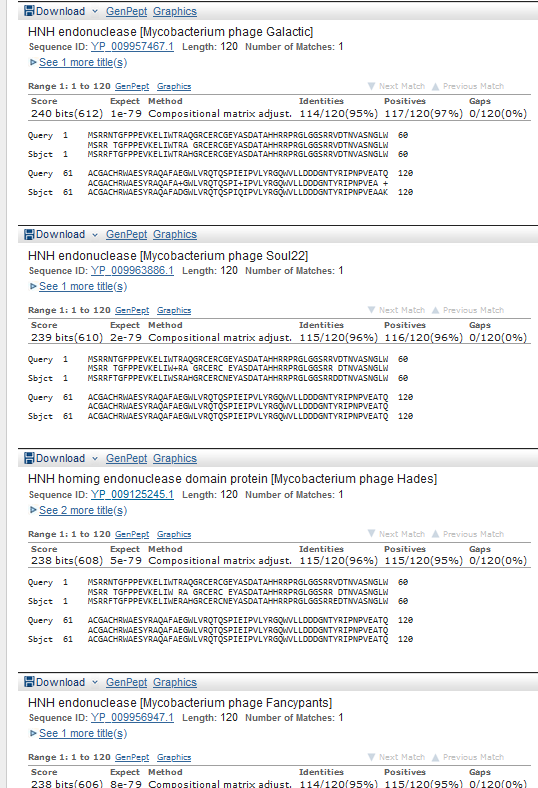 Download GenPept Graphics
HNH endonuclease [Mycobacterium phage Galactic]
Sequence ID: YP_009957467.1 Length: 120 Number of Matches: 1
See 1 more title(s)
Range 1: 1 to 120 GenPept Graphics Next Match Previous Match
Score Expect Method Identities Positives Gaps
240 bits(612) 1e-79 Compositional matrix adjust. 114/120(95%) 117/120(97%) 0/120(0%)
Query 1 MSRRNTGFPPEVKELIWTRAQGRCERCGEYASDATAHHRRPRGLGGSRRVDTNVASNGLW 60
MSRR TGFPPEVKELIWTRA GRCERCGEYASDATAHHRRPRGLGGSRRVDTNVASNGLW
Sbjct 1 MSRRTTGFPPEVKELIWTRAHGRCERCGEYASDATAHHRRPRGLGGSRRVDTNVASNGLW 60
Query 61 ACGACHRWAESYRAQAFAEGWLVRQTQSPIEIPVLYRGQWVLLDDDGNTYRIPNPVEATQ 120
ACGACHRWAESYRAQAFA+GWLVRQTQSPI+IPVLYRGQWVLLDDDGNTYRIPNPVEA +
Sbjct 61 ACGACHRWAESYRAQAFADGWLVRQTQSPIQIPVLYRGQWVLLDDDGNTYRIPNPVEAAK 120
Download GenPept Graphics
HNH endonuclease [Mycobacterium phage Soul22]
Sequence ID: YP_009963886.1 Length: 120 Number of Matches: 1
See 1 more title(s)
Range 1: 1 to 120 GenPept Graphics Next Match Previous Match
Score Expect Method Identities Positives Gaps
239 bits(610) 2e-79 Compositional matrix adjust. 115/120(96%) 116/120(96%) 0/120(0%)
Query 1 MSRRNTGFPPEVKELIWTRAQGRCERCGEYASDATAHHRRPRGLGGSRRVDTNVASNGLW 60
MSRR TGFPPEVKELIW+RA GRCERC EYASDATAHHRRPRGLGGSRR DTNVASNGLW
Sbjct 1 MSRRFTGFPPEVKELIWSRAHGRCERCNEYASDATAHHRRPRGLGGSRREDTNVASNGLW 60
Query 61 ACGACHRWAESYRAQAFAEGWLVRQTQSPIEIPVLYRGQWVLLDDDGNTYRIPNPVEATQ 120
ACGACHRWAESYRAQAFAEGWLVRQTQSPIEIPVLYRGQWVLLDDDGNTYRIPNPVEATQ
Sbjct 61 ACGACHRWAESYRAQAFAEGWLVRQTQSPIEIPVLYRGQWVLLDDDGNTYRIPNPVEATQ 120
Download GenPept Graphics
HNH homing endonuclease domain protein [Mycobacterium phage Hades]
Sequence ID: YP_009125245.1 Length: 120 Number of Matches: 1
See 2 more title(s)
Range 1: 1 to 120 GenPept Graphics Next Match Previous Match
Score Expect Method Identities Positives Gaps
238 bits(608) 5e-79 Compositional matrix adjust. 115/120(96%) 115/120(95%) 0/120(0%)
Query 1 MSRRNTGFPPEVKELIWTRAQGRCERCGEYASDATAHHRRPRGLGGSRRVDTNVASNGLW 60
MSRR TGFPPEVKELIW RA GRCERC EYASDATAHHRRPRGLGGSRR DTNVASNGLW
Sbjct 1 MSRRFTGFPPEVKELIWERAHGRCERCNEYASDATAHHRRPRGLGGSRREDTNVASNGLW 60
Query 61 ACGACHRWAESYRAQAFAEGWLVRQTQSPIEIPVLYRGQWVLLDDDGNTYRIPNPVEATQ 120
ACGACHRWAESYRAQAFAEGWLVRQTQSPIEIPVLYRGQWVLLDDDGNTYRIPNPVEATQ
Sbjct 61 ACGACHRWAESYRAQAFAEGWLVRQTQSPIEIPVLYRGQWVLLDDDGNTYRIPNPVEATQ 120
Download GenPept Graphics
HNH endonuclease [Mycobacterium phage Fancypants]
Sequence ID: YP_009956947.1 Length: 120 Number of Matches: 1
See 1 more title(s)
Range 1: 1 to 120 GenPept Graphics Next Match Previous Match
Score Expect Method Identities Positives Gaps
238 bits(606) 8e-79 Compositional matrix adjust. 114/120(95%) 115/120(95%) 0/120(0%)